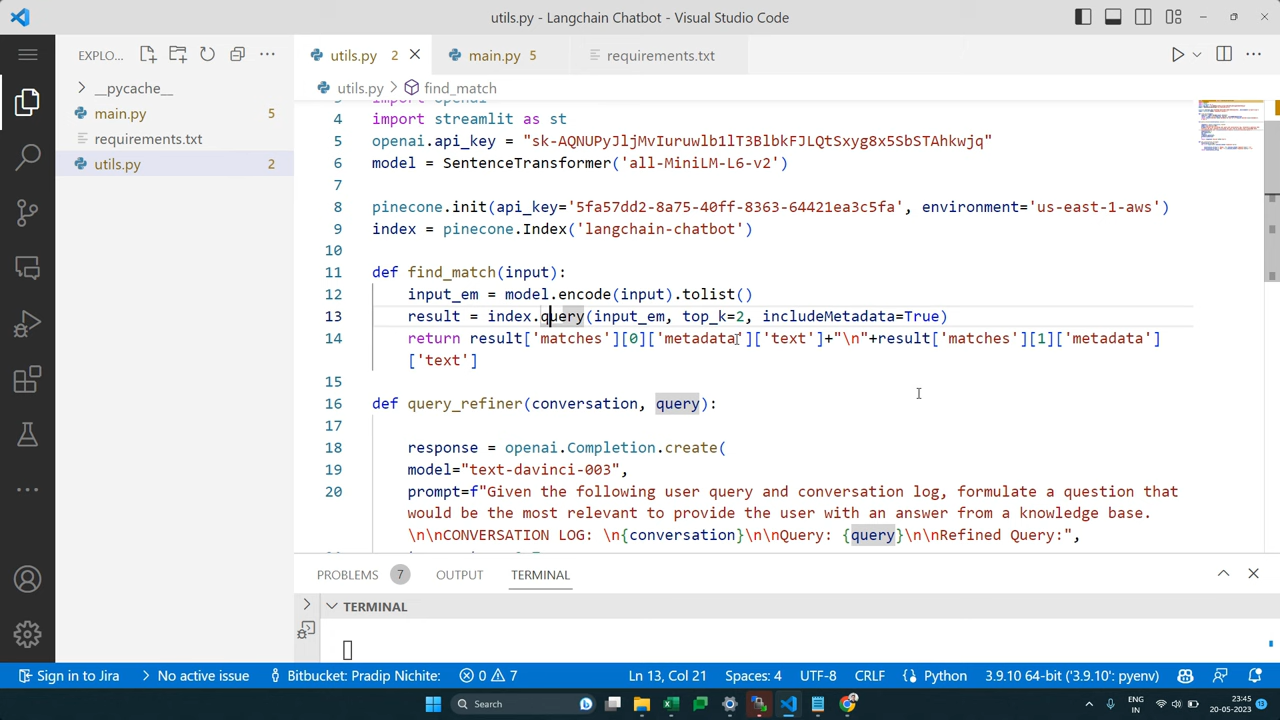 utils.py - Langchain Chatbot - Visual Studio Code
EXPLO...
utils.py 2
main.py 5
requirements.txt
utils.py > find_match
__pycache__
main.py 5
requirements.txt
utils.py 2
import openai
import streamlit as st
model = SentenceTransformer('all-MiniLM-L6-v2')
7
8 pinecone.init(api_key='5fa57dd2-8a75-40ff-8363-64421ea3c5fa', environment='us-east-1-aws')
9 index = pinecone.Index('langchain-chatbot')
10
11 def find_match(input):
12 input_em = model.encode(input).tolist()
13 result = index.query(input_em, top_k=2, includeMetadata=True)
14 return result['matches'][0]['metadata']['text']+"\n"+result['matches'][1]['metadata']
['text']
15
16 def query_refiner(conversation, query):
17
18 response = openai.Completion.create(
19 model="text-davinci-003",
20 prompt=f"Given the following user query and conversation log, formulate a question that
would be the most relevant to provide the user with an answer from a knowledge base.
\n\nCONVERSATION LOG: \n{conversation}\n\nQuery: {query}\n\nRefined Query:",
PROBLEMS 7 OUTPUT TERMINAL
TERMINAL
Sign in to Jira No active issue Bitbucket: Pradip Nichite: 0 7 Ln 13, Col 21 Spaces: 4 UTF-8 CRLF Python 3.9.10 64-bit ('3.9.10': pyenv)
Search
ENG
IN
23:45
20-05-2023